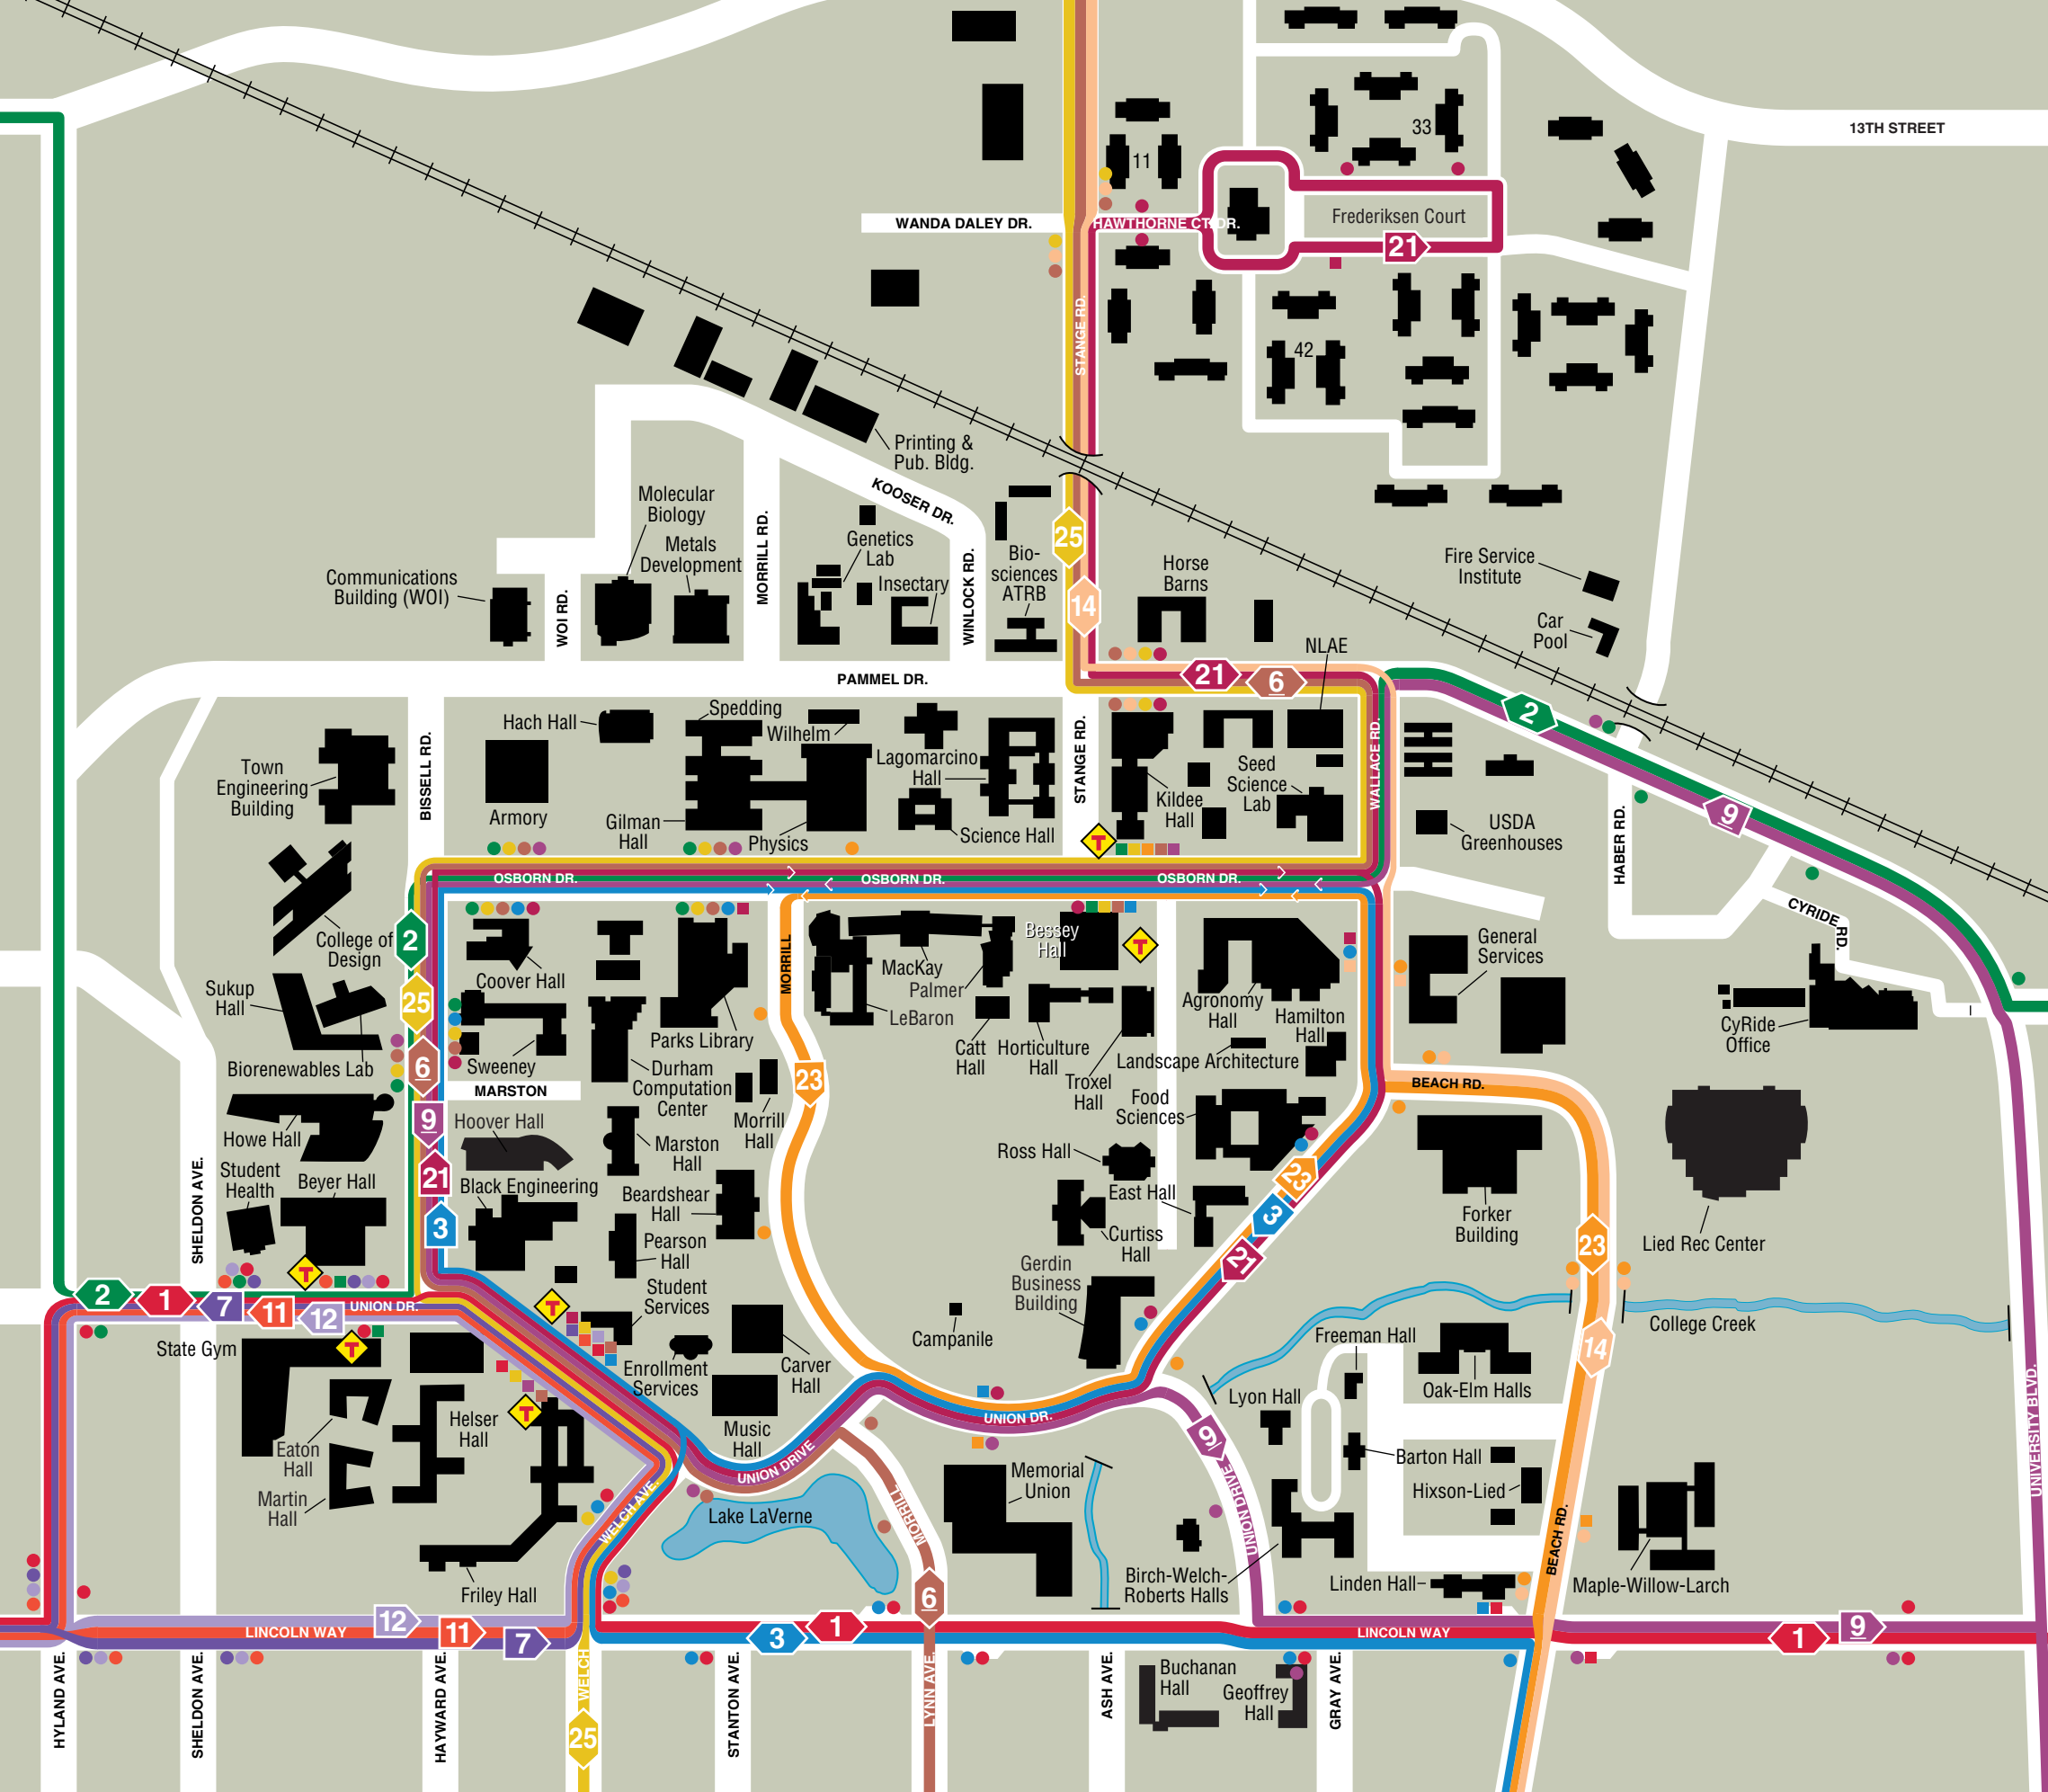 33
13TH STREET
11
WANDA DALEY DR.
HAWTHORNE CT. DR.
Frederiksen Court
21
STANGE RD.
42
Printing &
Pub. Bldg.
KOOSER DR.
Molecular
Biology
Metals
Development
MORRILL RD.
Genetics
Lab
Insectary
WINLOCK RD.
Bio-
sciences
ATRB
25
14
Horse
Barns
Fire Service
Institute
Car
Pool
Communications
Building (WOI)
WOI RD.
NLAE
PAMMEL DR.
21
6
2
9
Hach Hall
Spedding
Wilhelm
Lagomarcino
Hall
STANGE RD.
Kildee
Hall
Seed
Science
Lab
WALLACE RD.
USDA
Greenhouses
HABER RD.
Town
Engineering
Building
BISSELL RD.
Armory
Gilman
Hall
Physics
Science Hall
T
OSBORN DR.
OSBORN DR.
OSBORN DR.
CYRIDE
RD.
2
College of
Design
Coover Hall
MORRILL
MacKay
Palmer
Bessey
Hall
T
General
Services
Sukup
Hall
25
Parks Library
LeBaron
Catt
Hall
Horticulture
Hall
Agronomy
Hall
Hamilton
Hall
CyRide
Office
Biorenewables Lab
6
Sweeney
Durham
Computation
Center
23
Troxel
Hall
Landscape Architecture
MARSTON
BEACH RD.
Howe Hall
9
Hoover Hall
Morrill
Hall
Food
Sciences
Marston
Hall
Ross Hall
Student
Health
Beyer Hall
SHELDON AVE.
21
Black Engineering
Beardshear
Hall
East Hall
23
3
21
3
Pearson
Hall
Curtiss
Hall
Forker
Building
23
Lied Rec Center
T
Student
Services
Gerdin
Business
Building
2
1
7
11
12
UNION DR.
T
Campanile
College Creek
State Gym
T
Enrollment
Services
Carver
Hall
Freeman Hall
14
Oak-Elm Halls
Lyon Hall
UNION DR.
Helser
Hall
T
Music
Hall
Eaton
Hall
Martin
Hall
UNION DRIVE
9
UNION DRIVE
Barton Hall
Hixson-Lied
Memorial
Union
UNIVERSITY BLVD.
WELCH AVE.
Lake LaVerne
MORRILL
BEACH RD.
Friley Hall
6
Birch-Welch-
Roberts Halls
Linden Hall
Maple-Willow-Larch
LINCOLN WAY
12
11
7
3
1
LINCOLN WAY
1
9
HYLAND AVE.
SHELDON AVE.
HAYWARD AVE.
WELCH
25
STANTON AVE.
LYNN AVE.
ASH AVE.
Buchanan
Hall
Geoffrey
Hall
GRAY AVE.